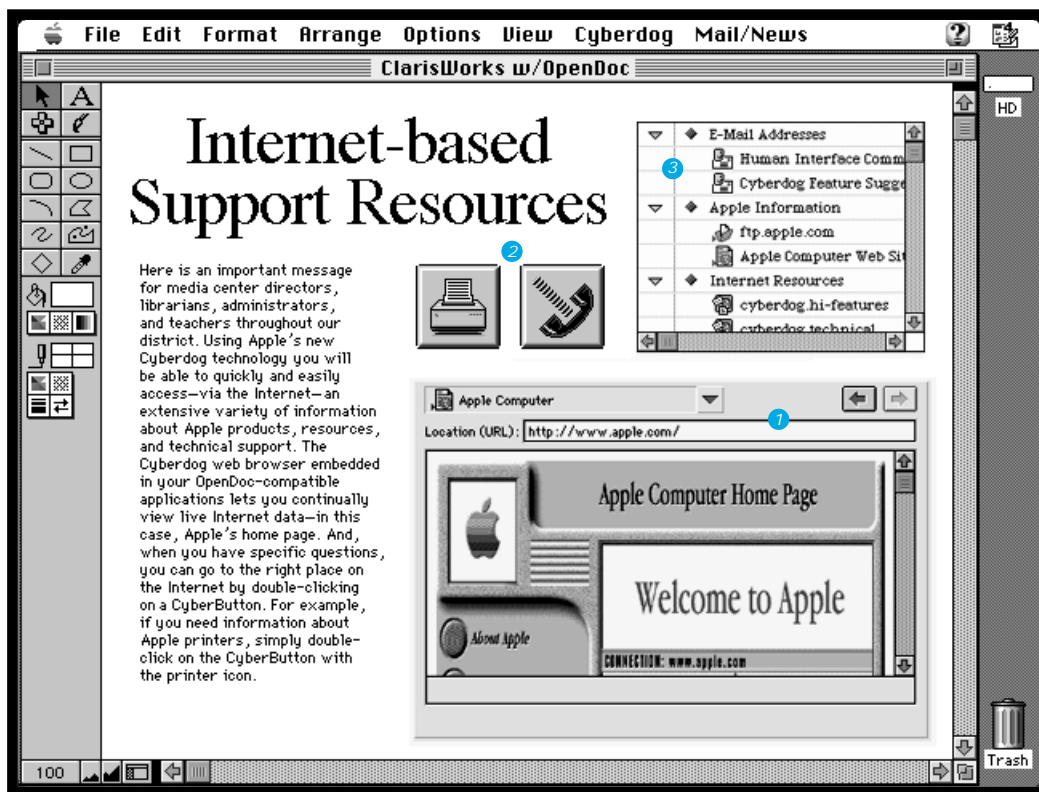 File Edit Format Arrange Options View Cyberdog Mail/News
ClarisWorks w/OpenDoc
HD
Internet-based
Support Resources
Here is an important message
for media center directors,
librarians, administrators,
and teachers throughout our
district. Using Apple's new
Cyberdog technology you will
be able to quickly and easily
access—via the Internet—an
extensive variety of information
about Apple products, resources,
and technical support. The
Cyberdog web browser embedded
in your OpenDoc-compatible
applications lets you continually
view live Internet data—in this
case, Apple's home page. And,
when you have specific questions,
you can go to the right place on
the Internet by double-clicking
on a CyberButton. For example,
if you need information about
Apple printers, simply double-
click on the CyberButton with
the printer icon.
2
3
E-Mail Addresses
Human Interface Comm
Cyberdog Feature Sugge
Apple Information
ftp.apple.com
Apple Computer Web Sit
Internet Resources
cyberdog.hi-features
cyberdog.technical
Apple Computer
1
Location (URL): http://www.apple.com/
Apple Computer Home Page
Welcome to Apple
About Apple
CONNECTION: www.apple.com
Trash
100